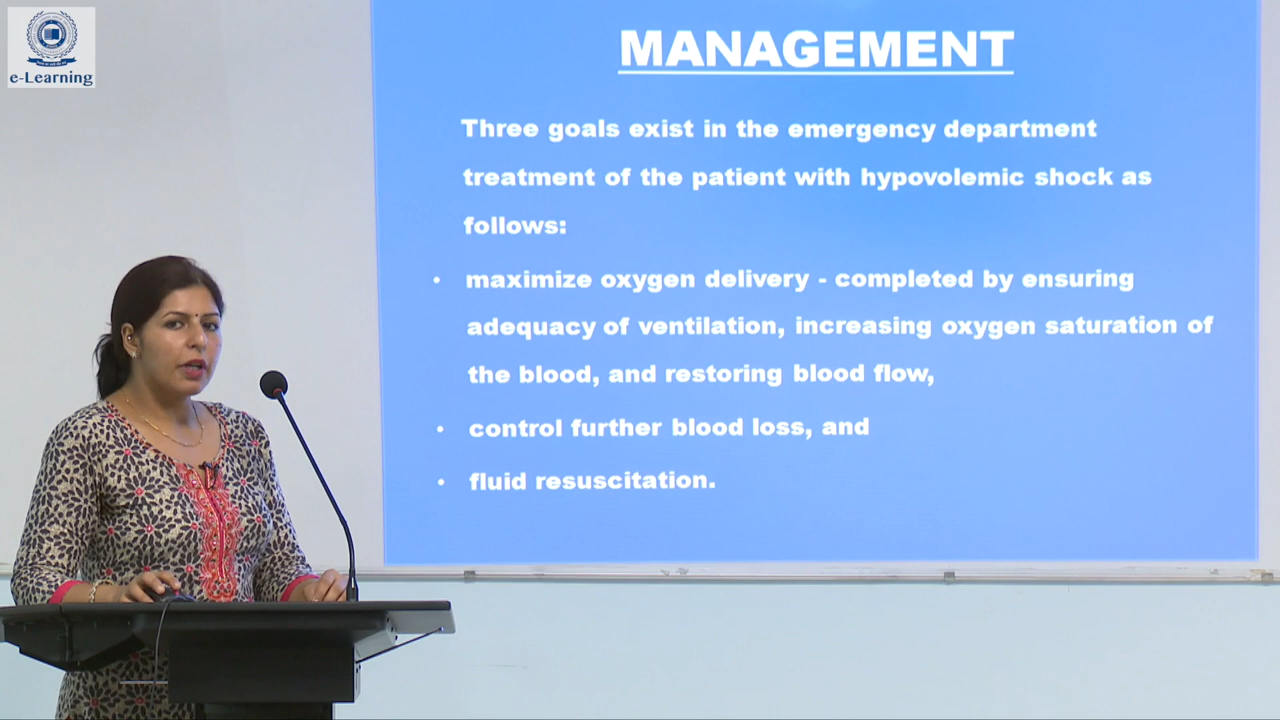 e-Learning
MANAGEMENT
Three goals exist in the emergency department
treatment of the patient with hypovolemic shock as
follows:
• maximize oxygen delivery - completed by ensuring
adequacy of ventilation, increasing oxygen saturation of
the blood, and restoring blood flow,
• control further blood loss, and
• fluid resuscitation.